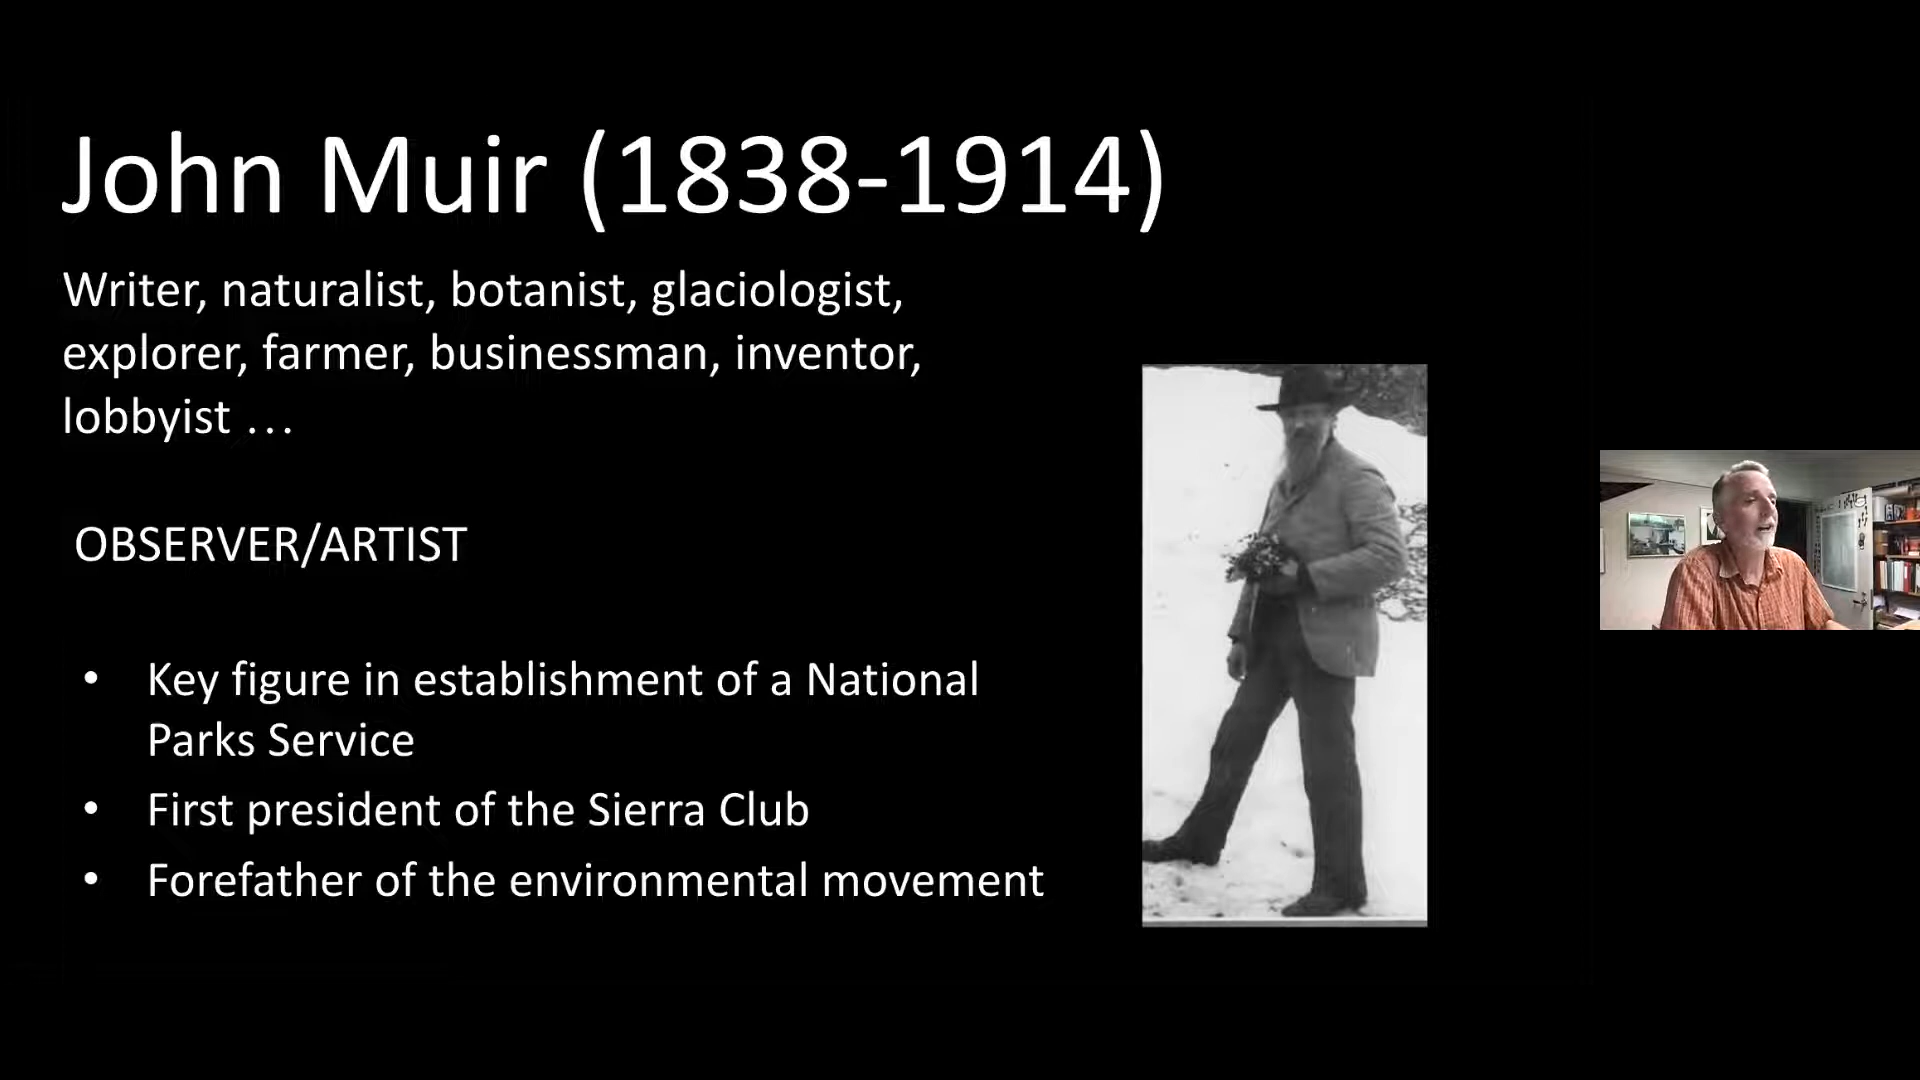 John Muir (1838-1914)
Writer, naturalist, botanist, glaciologist,
explorer, farmer, businessman, inventor,
lobbyist …
OBSERVER/ARTIST
• Key figure in establishment of a National
Parks Service
• First president of the Sierra Club
• Forefather of the environmental movement